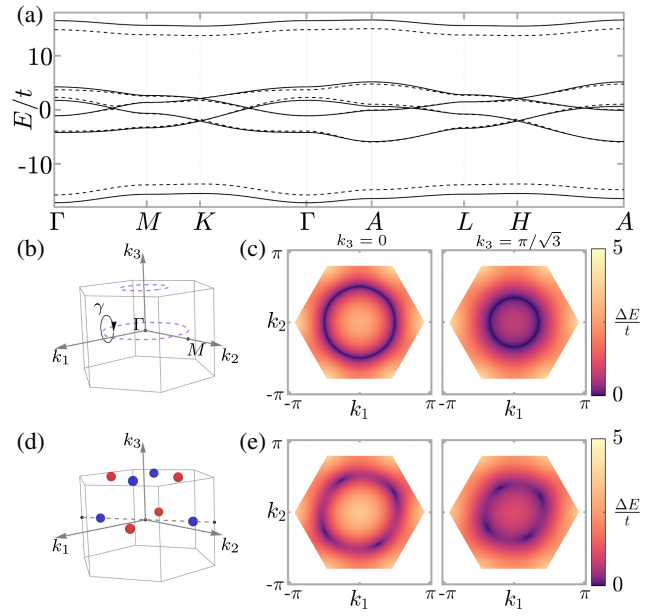 (a)
10
0
-10
E/t
Γ M K Γ A L H A
(b)
k3
γ
Γ
M
k1
k2
(c)
k3 = 0
k3 = π/√3
π
k2
-π
-π
k1
π
-π
k1
π
5
ΔE/t
0
(d)
k3
k1
k2
(e)
π
k2
-π
-π
k1
π
-π
k1
π
5
ΔE/t
0